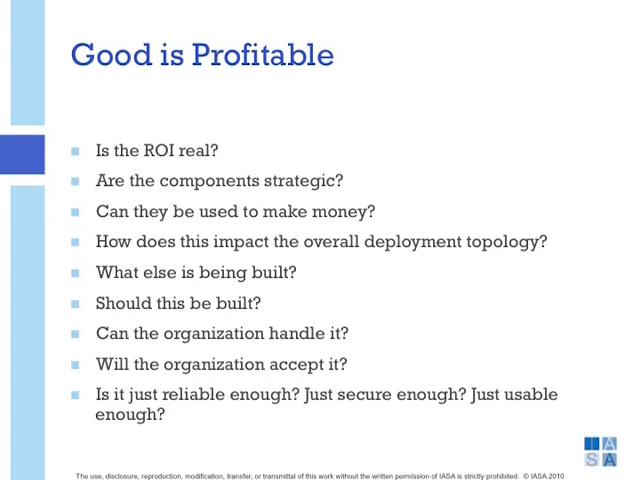 Good is Profitable
Is the ROI real?
Are the components strategic?
Can they be used to make money?
How does this impact the overall deployment topology?
What else is being built?
Should this be built?
Can the organization handle it?
Will the organization accept it?
Is it just reliable enough? Just secure enough? Just usable
enough?
I A
S A
The use, disclosure, reproduction, modification, transfer, or transmittal of this work without the written permission of IASA is strictly prohibited. © IASA 2010